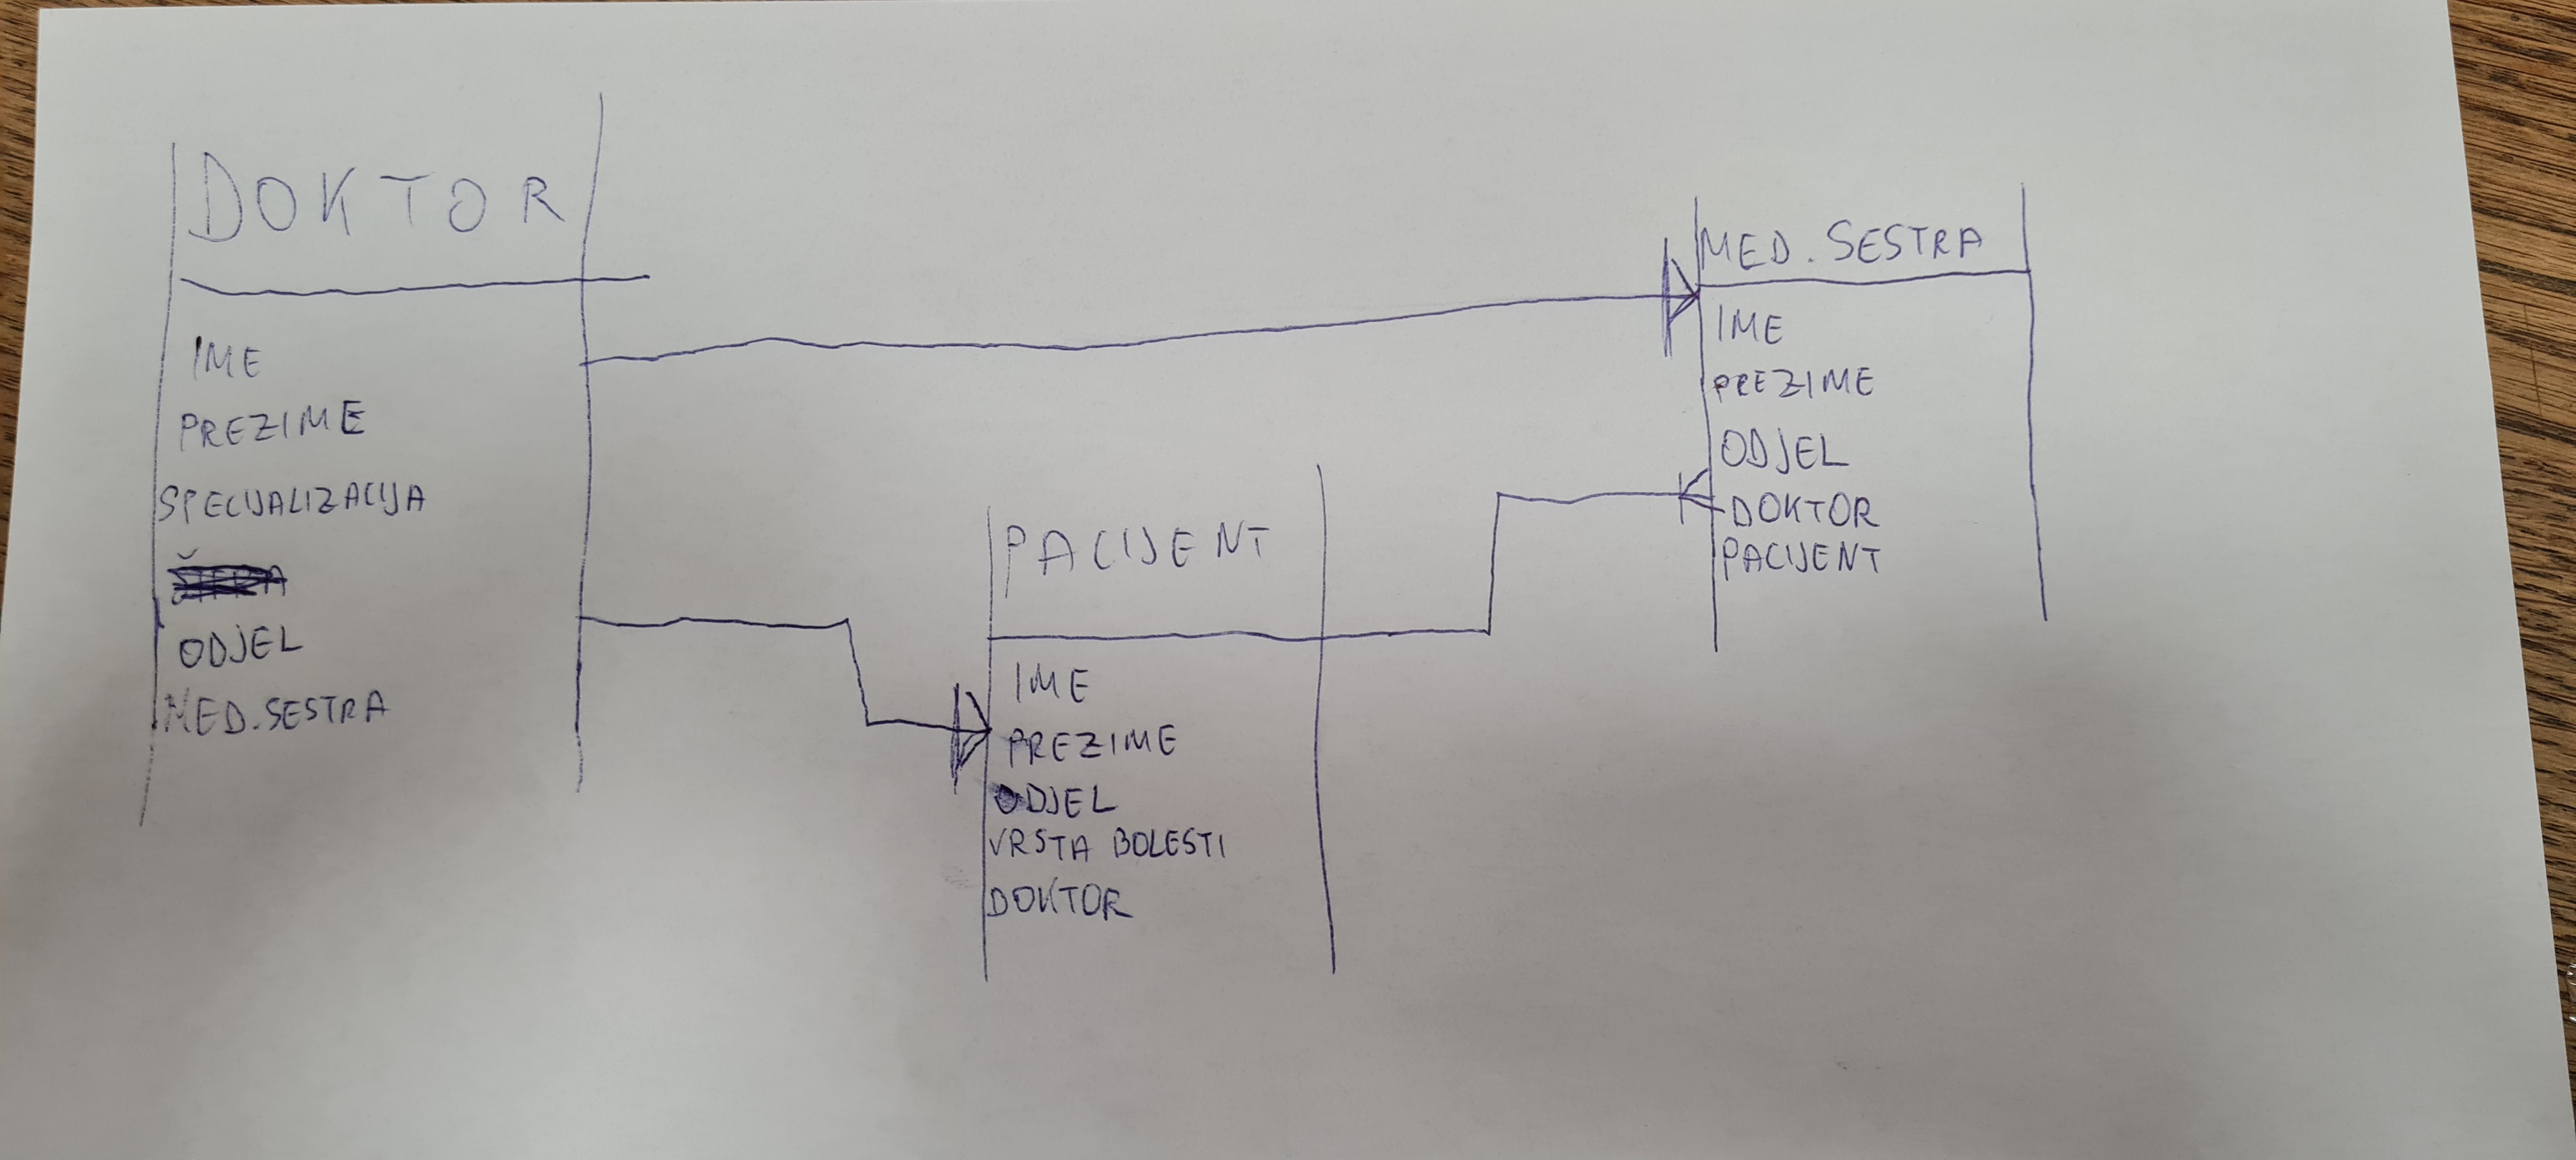 DOKTOR
IME
PREZIME
SPECIJALIZACIJA
ODJEL
MED. SESTRA
PACIJENT
IME
PREZIME
ODJEL
VRSTA BOLESTI
DOKTOR
MED. SESTRA
IME
PREZIME
ODJEL
DOKTOR
PACIJENT